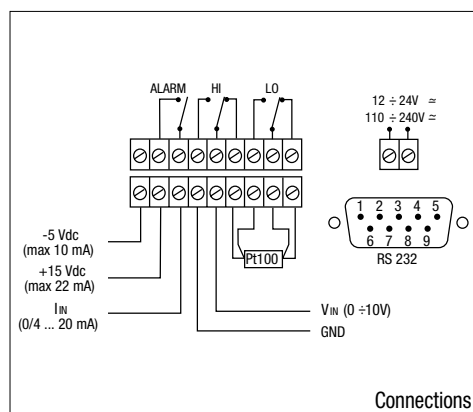 ALARM HI LO
12 ÷ 24V ≃
110 ÷ 240V ≃
-5 Vdc
(max 10 mA)
+15 Vdc
(max 22 mA)
IIN
(0/4 ... 20 mA)
Pt100
VIN (0 ÷10V)
GND
1 2 3 4 5
6 7 8 9
RS 232
Connections